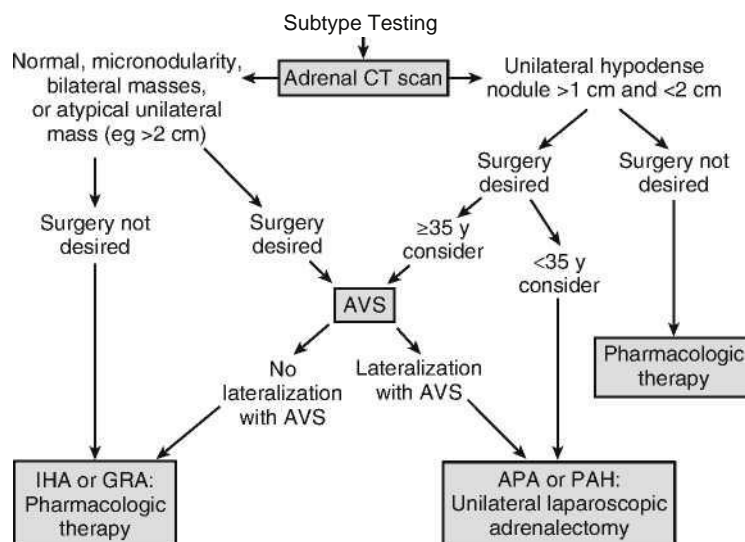 Subtype Testing
Adrenal CT scan
Normal, micronodularity,
bilateral masses,
or atypical unilateral
mass (eg >2 cm)
Unilateral hypodense
nodule >1 cm and <2 cm
Surgery not
desired
Surgery
desired
Surgery
desired
Surgery not
desired
≥35 y
consider
<35 y
consider
AVS
No
lateralization
with AVS
Lateralization
with AVS
Pharmacologic
therapy
IHA or GRA:
Pharmacologic
therapy
APA or PAH:
Unilateral laparoscopic
adrenalectomy